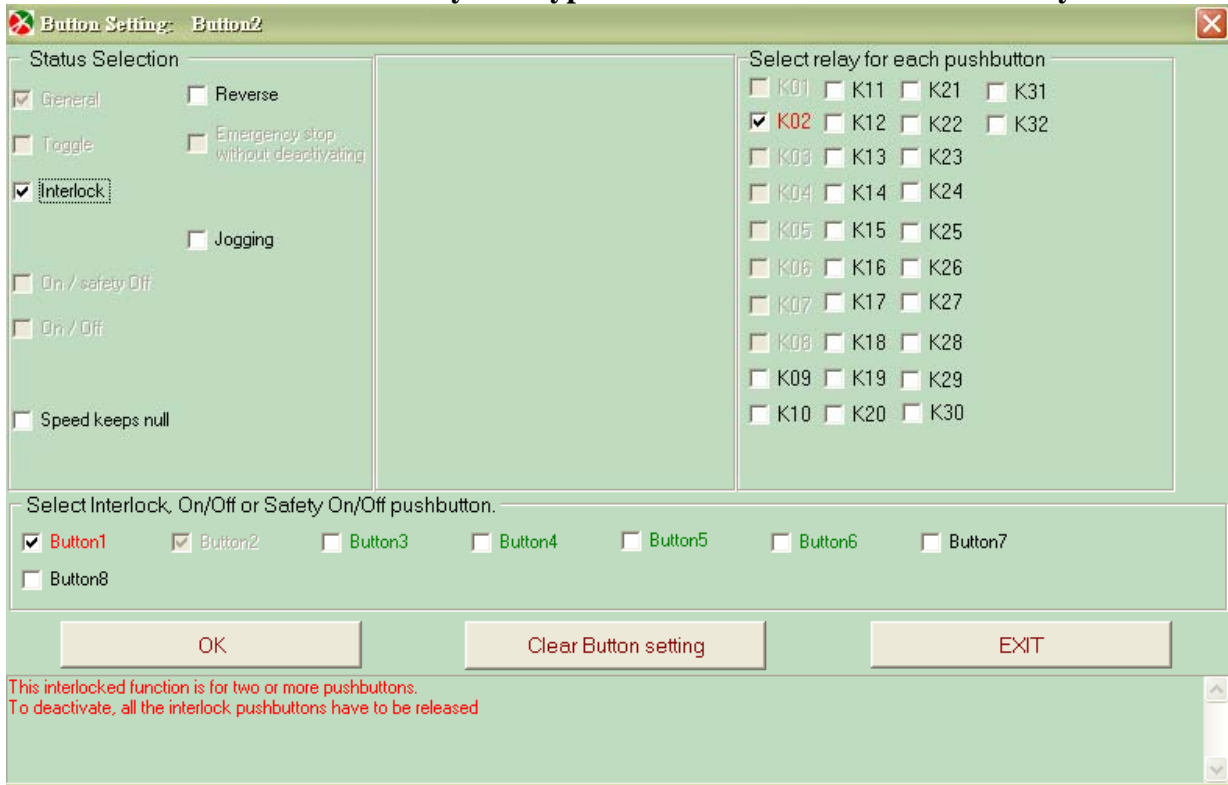 Button Setting: Button2
Status Selection
General
Reverse
Toggle
Emergency stop
without deactivating
Interlock
Jogging
On / safety Off
On / Off
Speed keeps null
Select relay for each pushbutton
K01 K11 K21 K31
K02 K12 K22 K32
K03 K13 K23
K04 K14 K24
K05 K15 K25
K06 K16 K26
K07 K17 K27
K08 K18 K28
K09 K19 K29
K10 K20 K30
Select Interlock, On/Off or Safety On/Off pushbutton.
Button1 Button2 Button3 Button4 Button5 Button6 Button7
Button8
OK Clear Button setting EXIT
This interlocked function is for two or more pushbuttons.
To deactivate, all the interlock pushbuttons have to be released